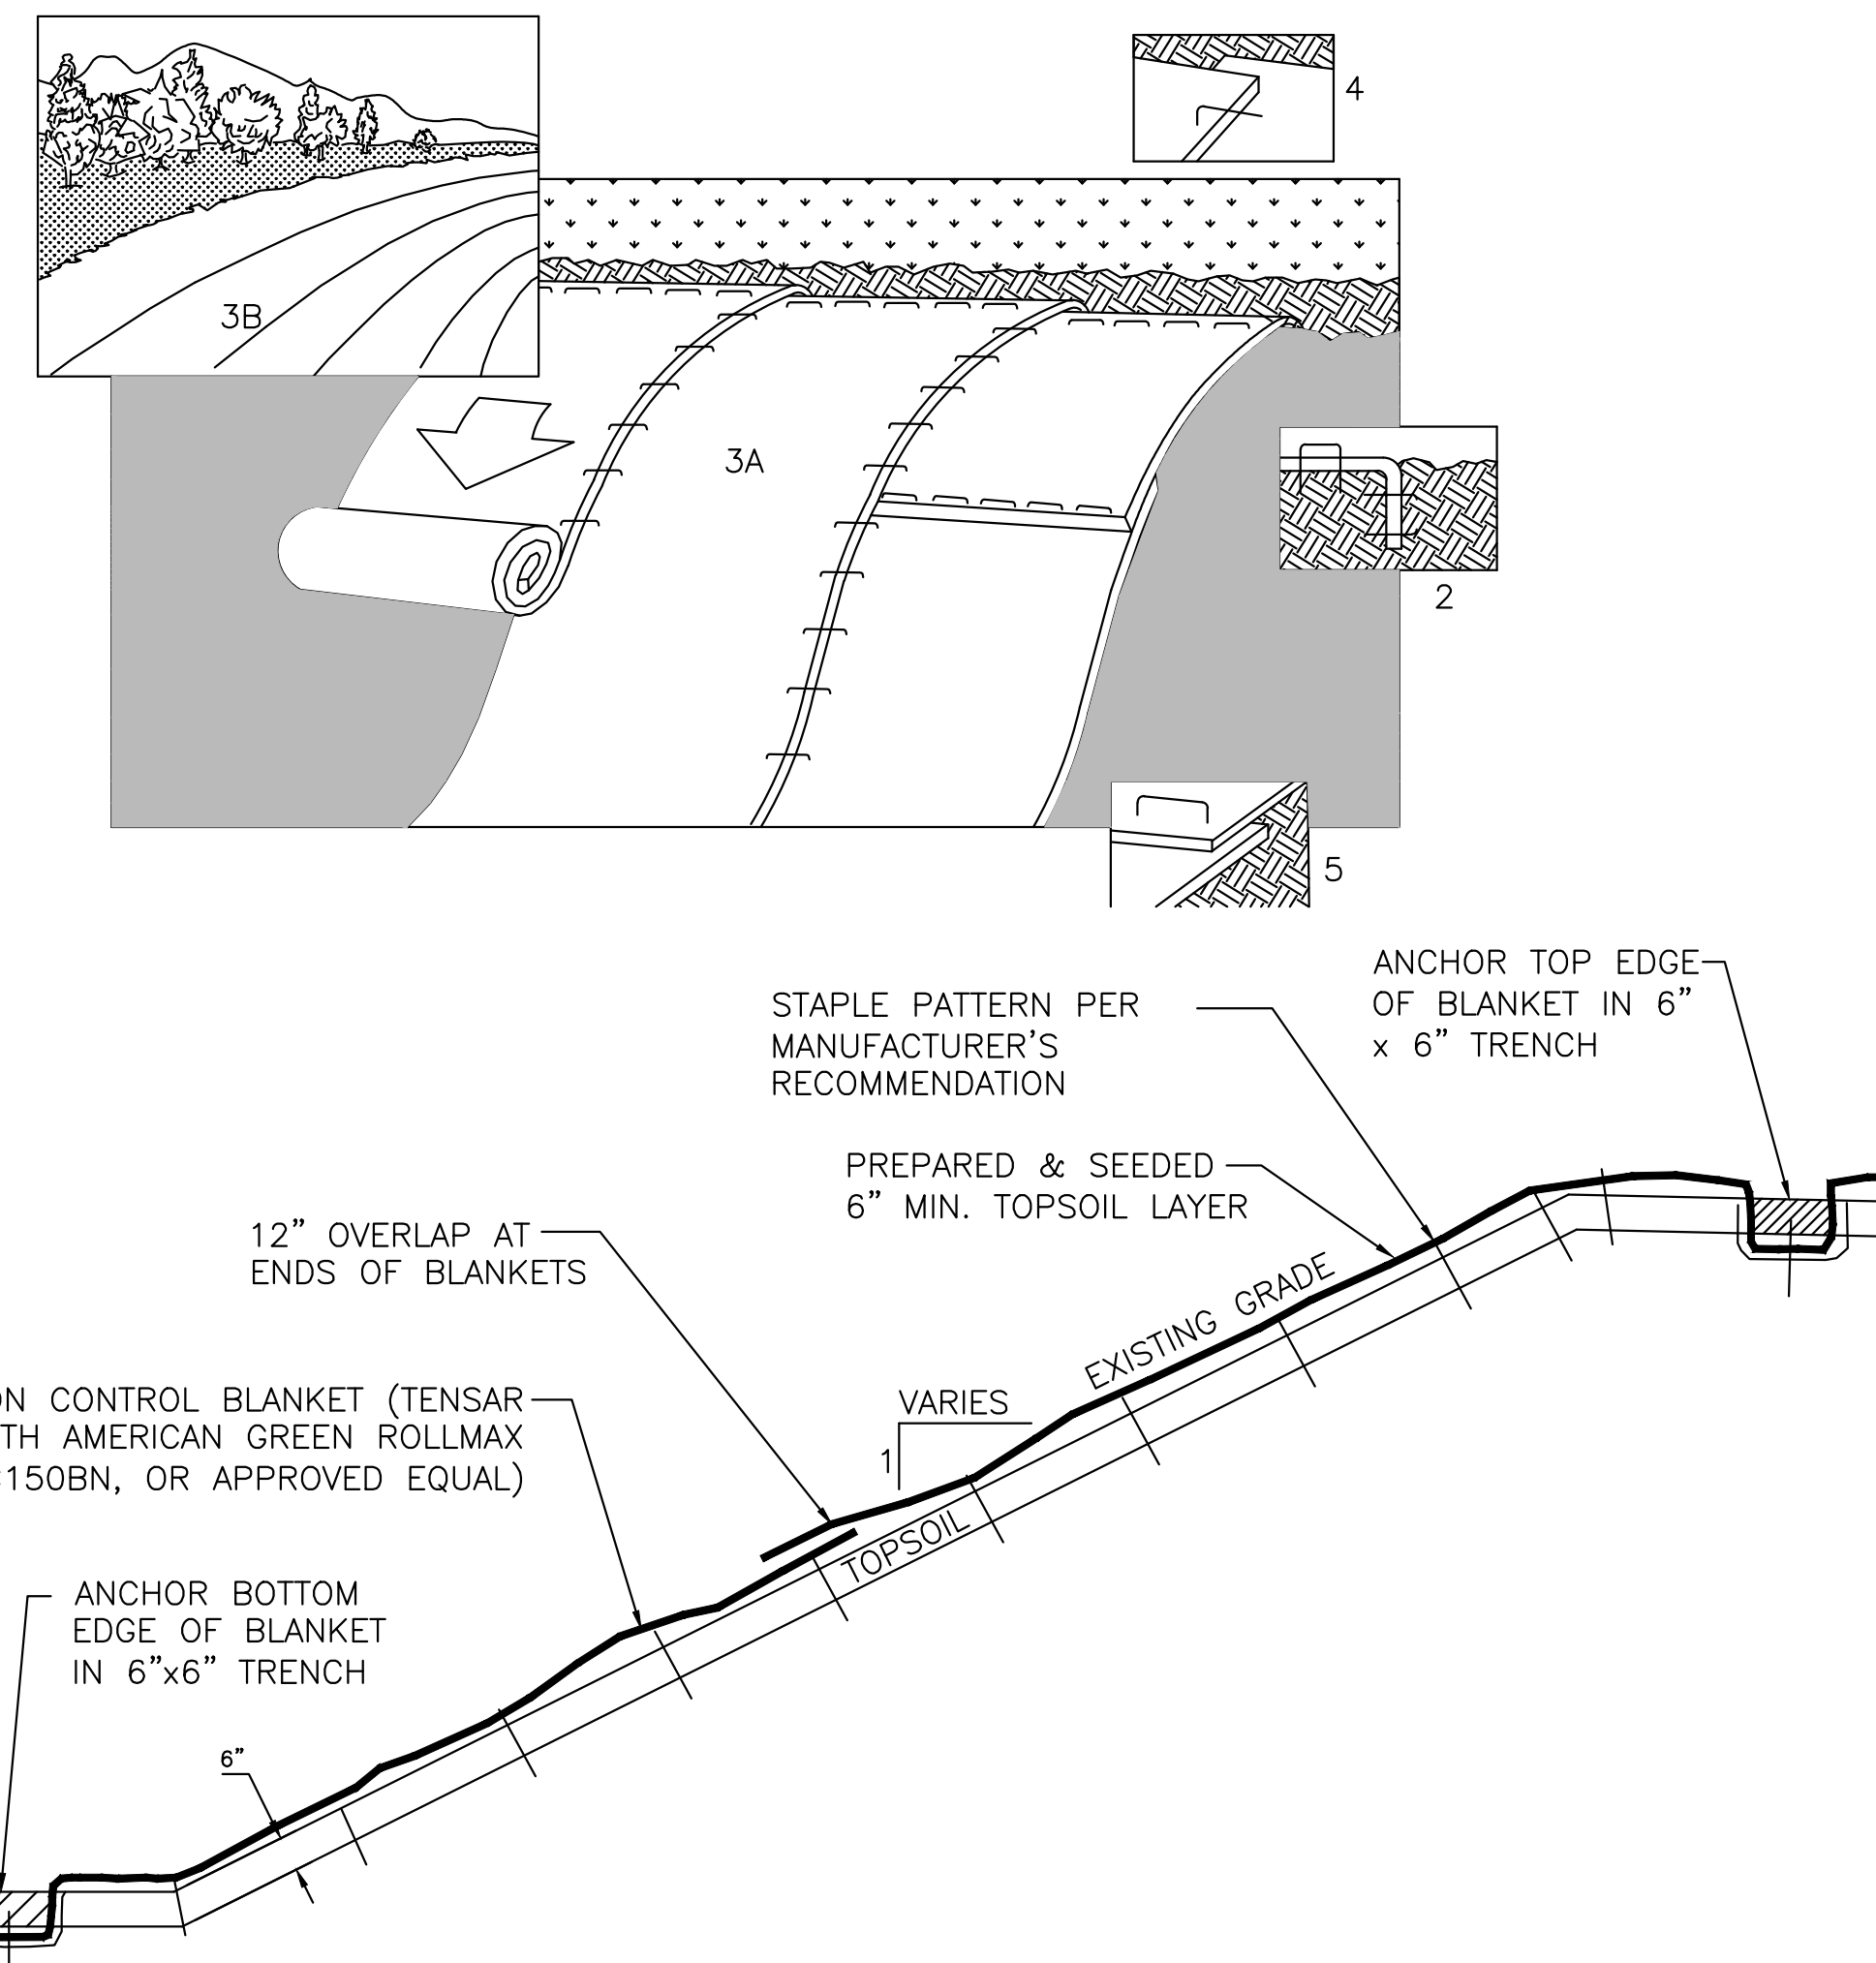 4
3B
3A
2
5
ANCHOR TOP EDGE
OF BLANKET IN 6”
x 6” TRENCH
STAPLE PATTERN PER
MANUFACTURER’S
RECOMMENDATION
PREPARED & SEEDED
6” MIN. TOPSOIL LAYER
12” OVERLAP AT
ENDS OF BLANKETS
EXISTING GRADE
CONTROL BLANKET (TENSAR
AMERICAN GREEN ROLLMAX
150BN, OR APPROVED EQUAL)
VARIES
1
TOPSOIL
ANCHOR BOTTOM
EDGE OF BLANKET
IN 6”x6” TRENCH
6”